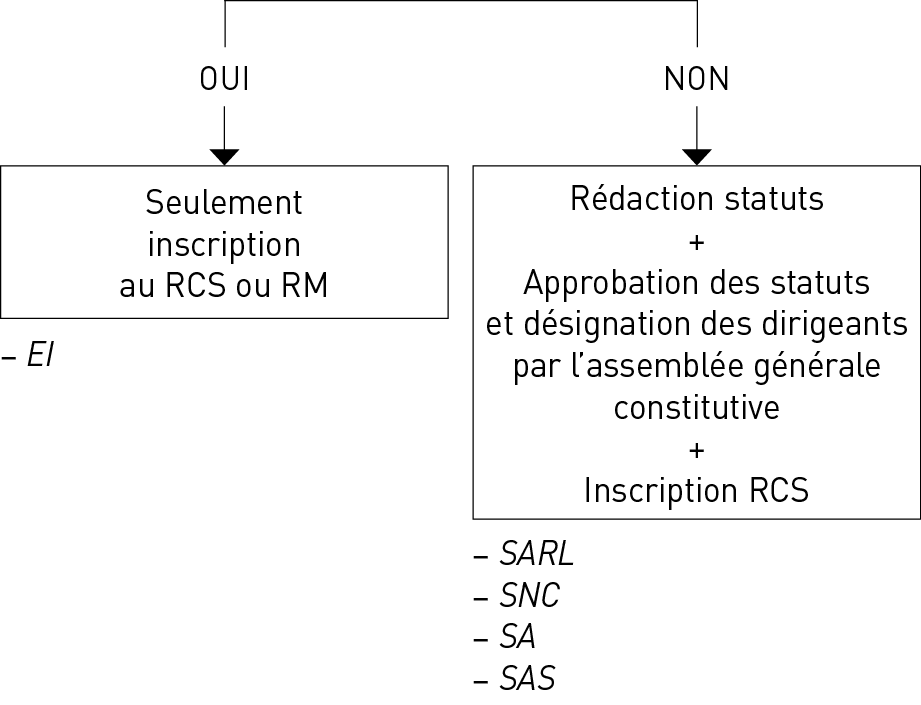 OUI
NON
Seulement
inscription
au RCS ou RM
– EI
Rédaction statuts
+
Approbation des statuts
et désignation des dirigeants
par l’assemblée générale
constitutive
+
Inscription RCS
– SARL
– SNC
– SA
– SAS